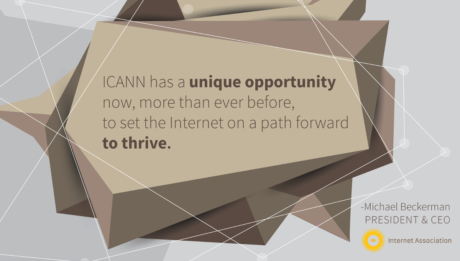 ICANN has a unique opportunity
now, more than ever before,
to set the Internet on a path forward
to thrive.
-Michael Beckerman
PRESIDENT & CEO
Internet Association